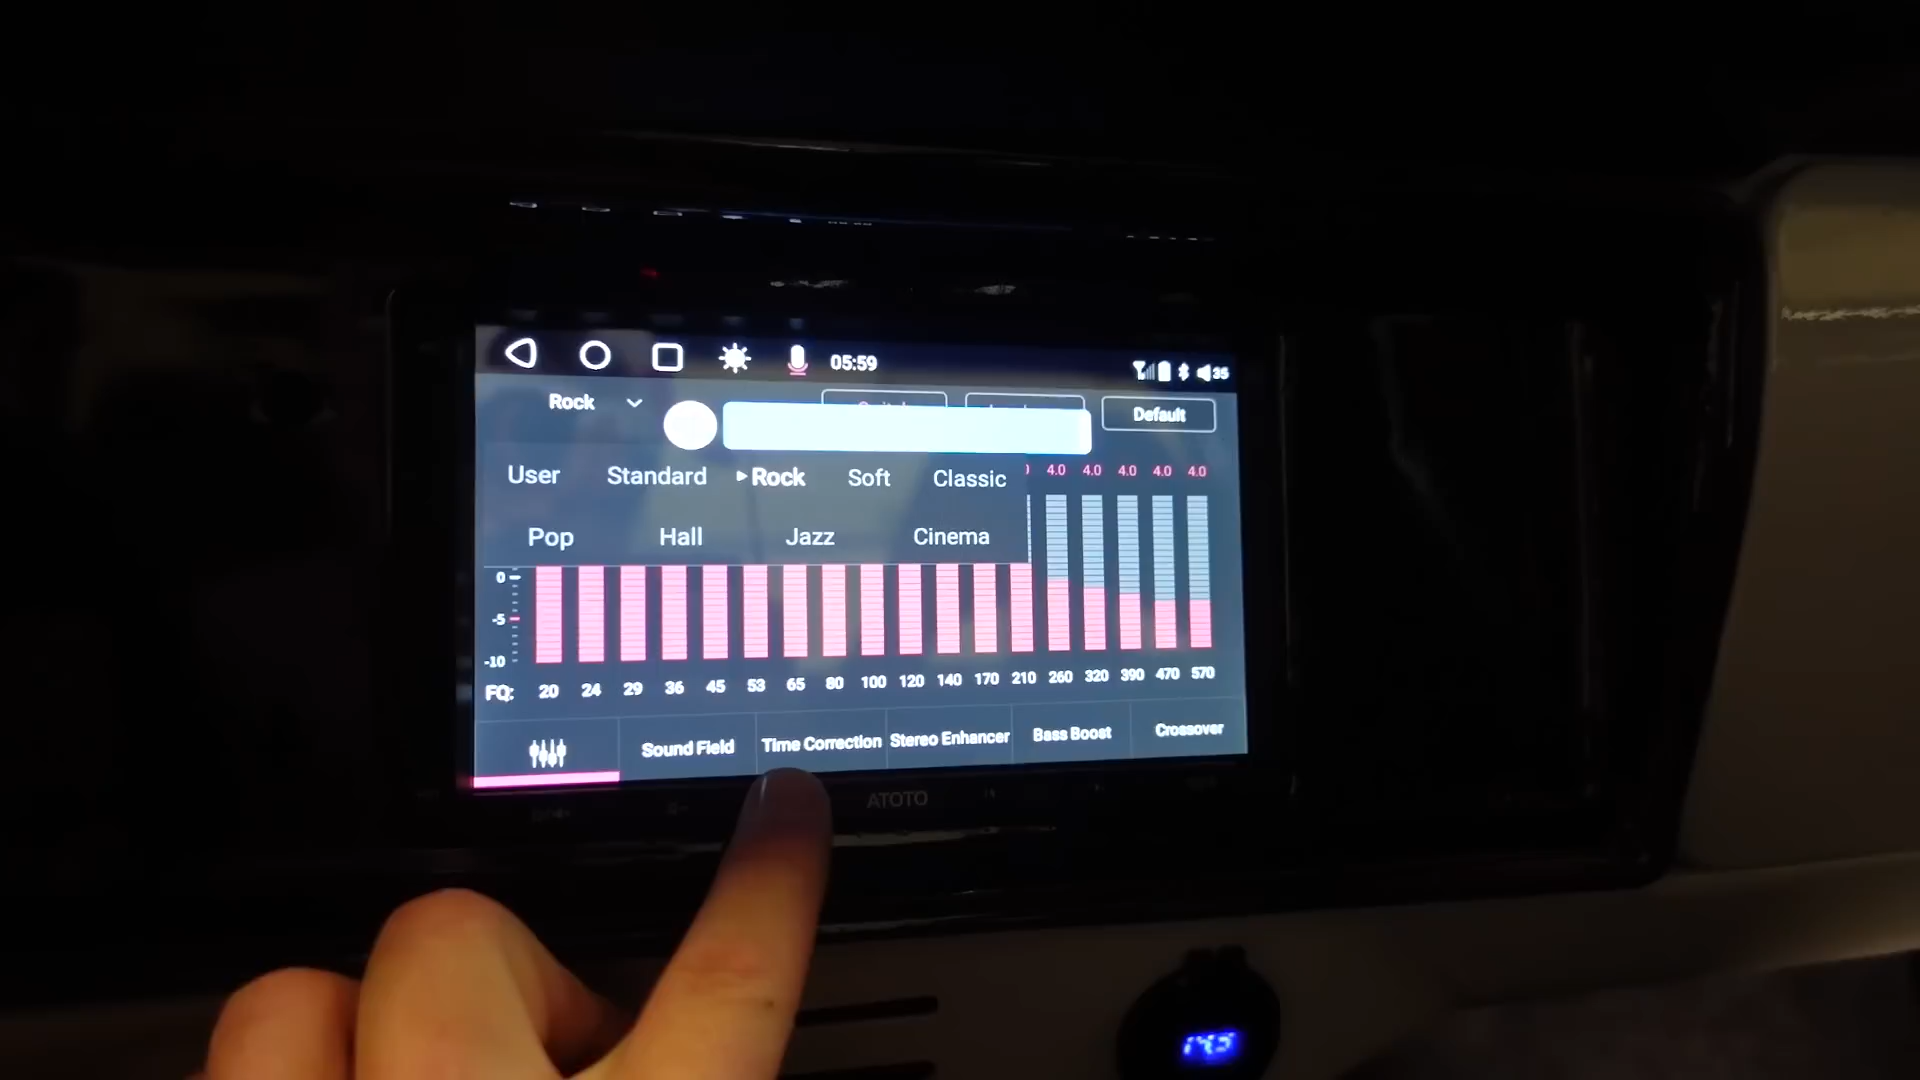 05:59
35
Rock
Default
User Standard Rock Soft Classic
4.0 4.0 4.0 4.0 4.0
Pop Hall Jazz Cinema
0
-5
-10
FQ: 20 24 29 36 45 53 65 80 100 120 140 170 210 260 320 390 470 570
Sound Field Time Correction Stereo Enhancer Bass Boost Crossover
ATOTO